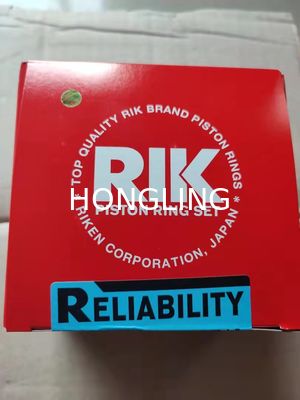 * TOP QUALITY RIK BRAND PISTON RINGS *
RIK
HONGLING
PISTON RING SET
RIKEN CORPORATION, JAPAN
RELIABILITY